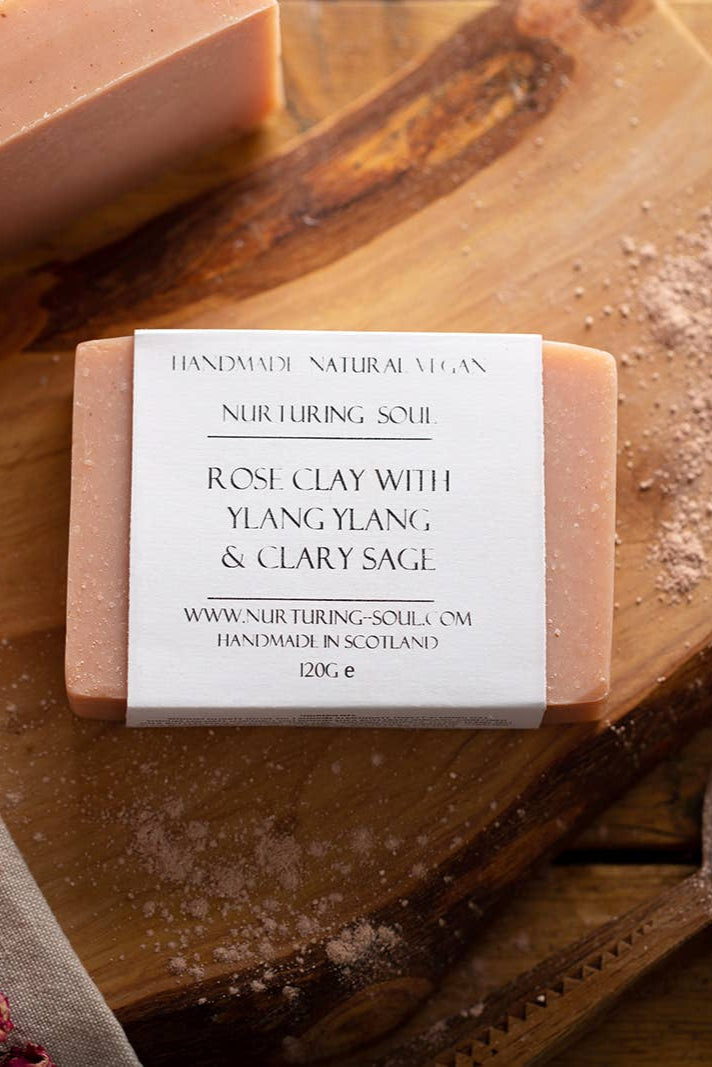 HANDMADE NATURAL VEGAN
NURTURING SOUL
ROSE CLAY WITH
YLANG YLANG
& CLARY SAGE
WWW.NURTURING-SOUL.COM
HANDMADE IN SCOTLAND
120G e